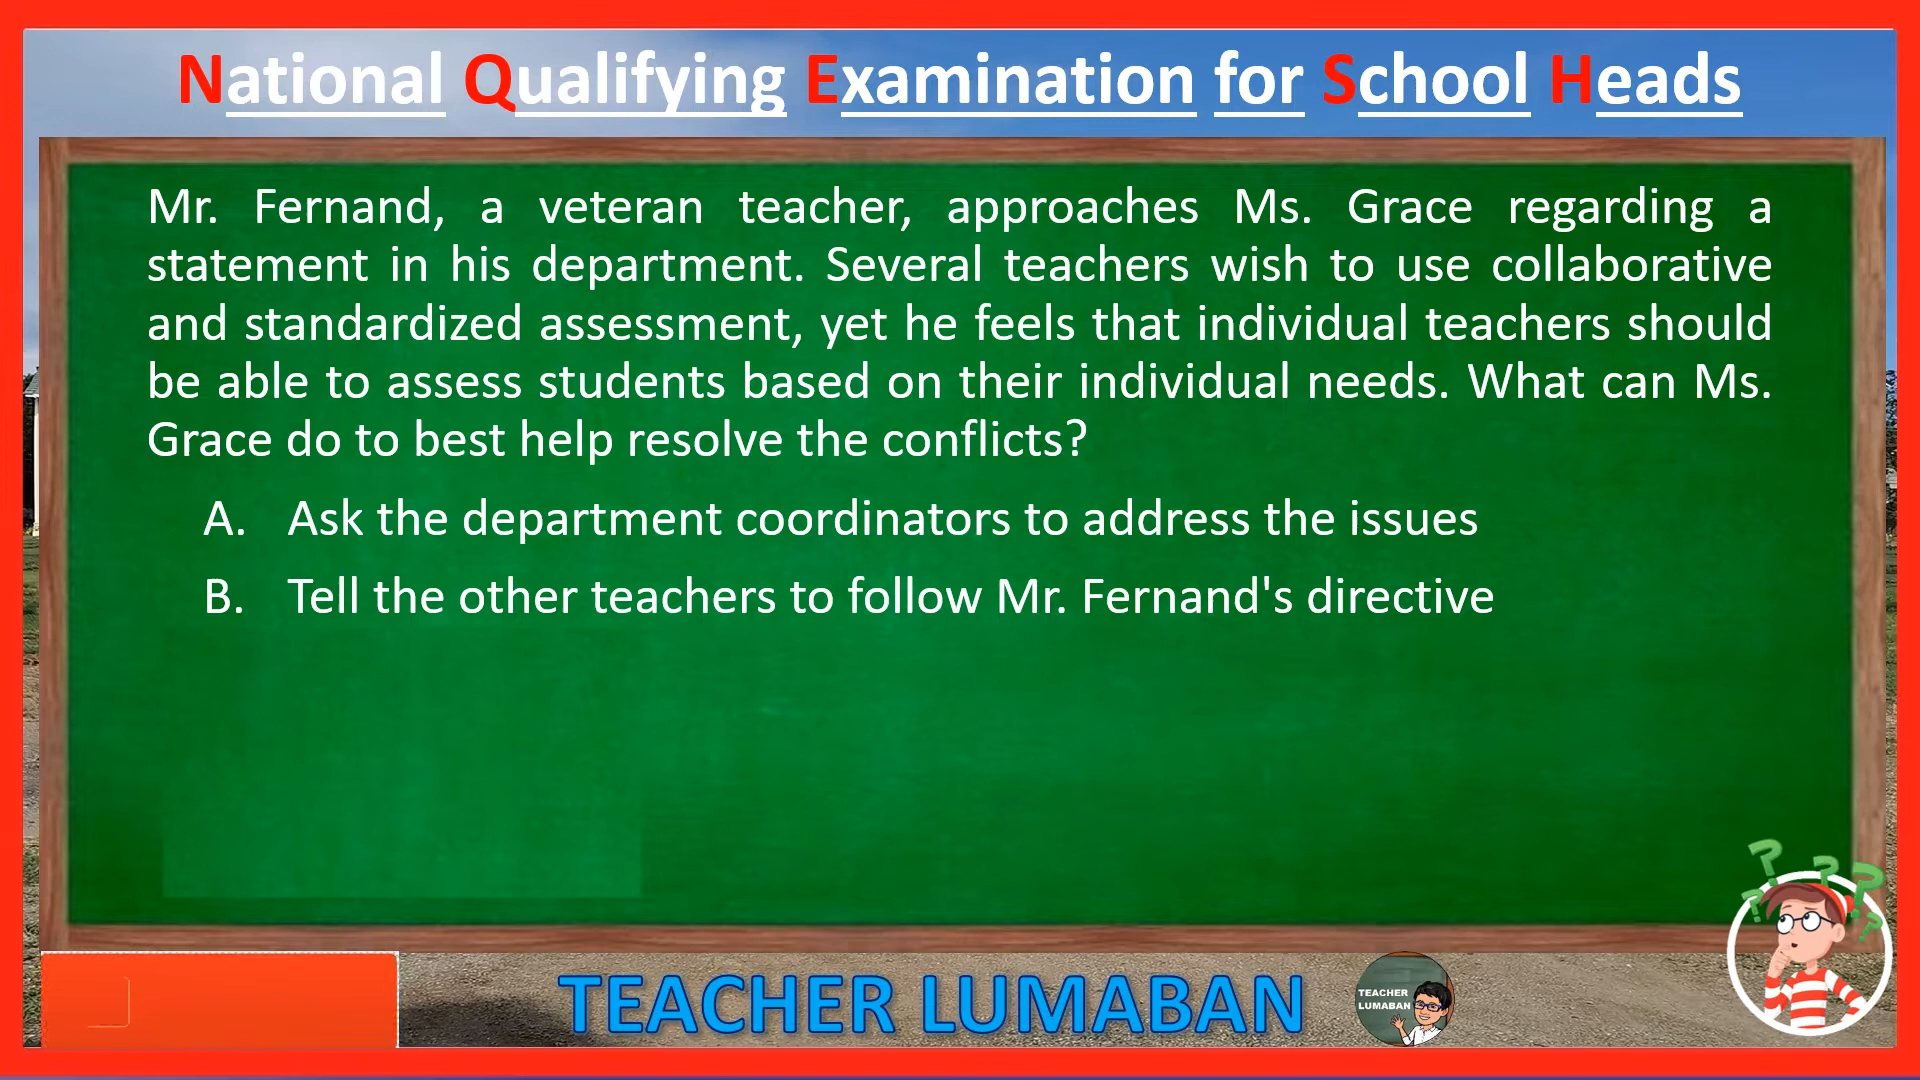 National Qualifying Examination for School Heads
Mr. Fernand, a veteran teacher, approaches Ms. Grace regarding a
statement in his department. Several teachers wish to use collaborative
and standardized assessment, yet he feels that individual teachers should
be able to assess students based on their individual needs. What can Ms.
Grace do to best help resolve the conflicts?
A. Ask the department coordinators to address the issues
B. Tell the other teachers to follow Mr. Fernand's directive
TEACHER LUMABAN
TEACHER
LUMABAN